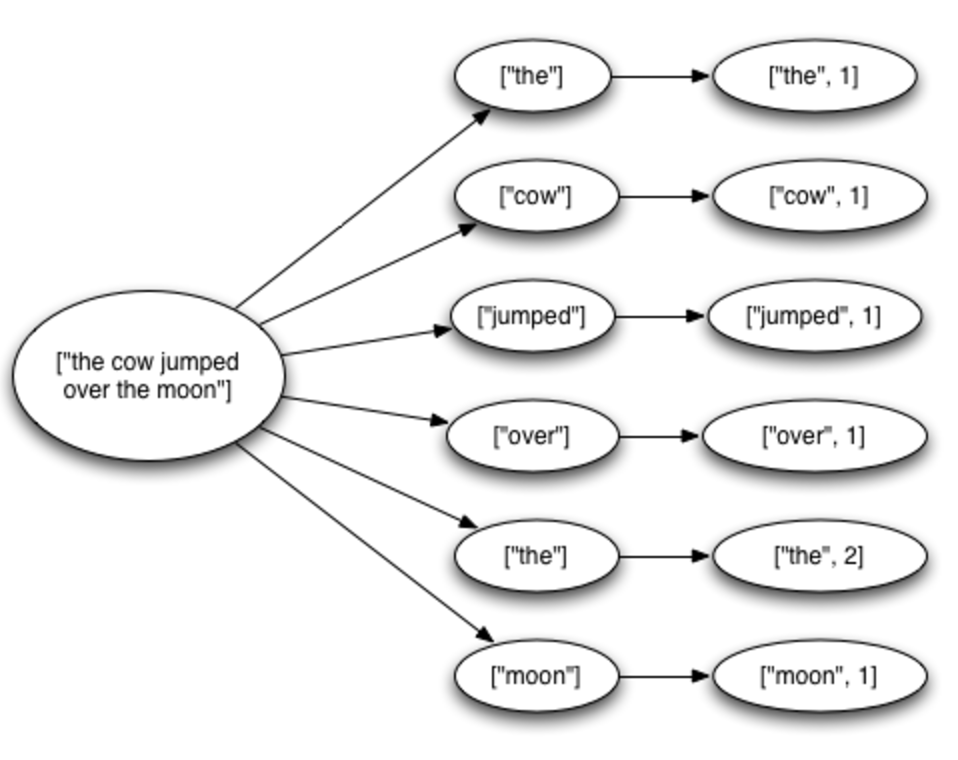 ["the"]
["the", 1]
["cow"]
["cow", 1]
["jumped"]
["jumped", 1]
["the cow jumped
over the moon"]
["over"]
["over", 1]
["the"]
["the", 2]
["moon"]
["moon", 1]